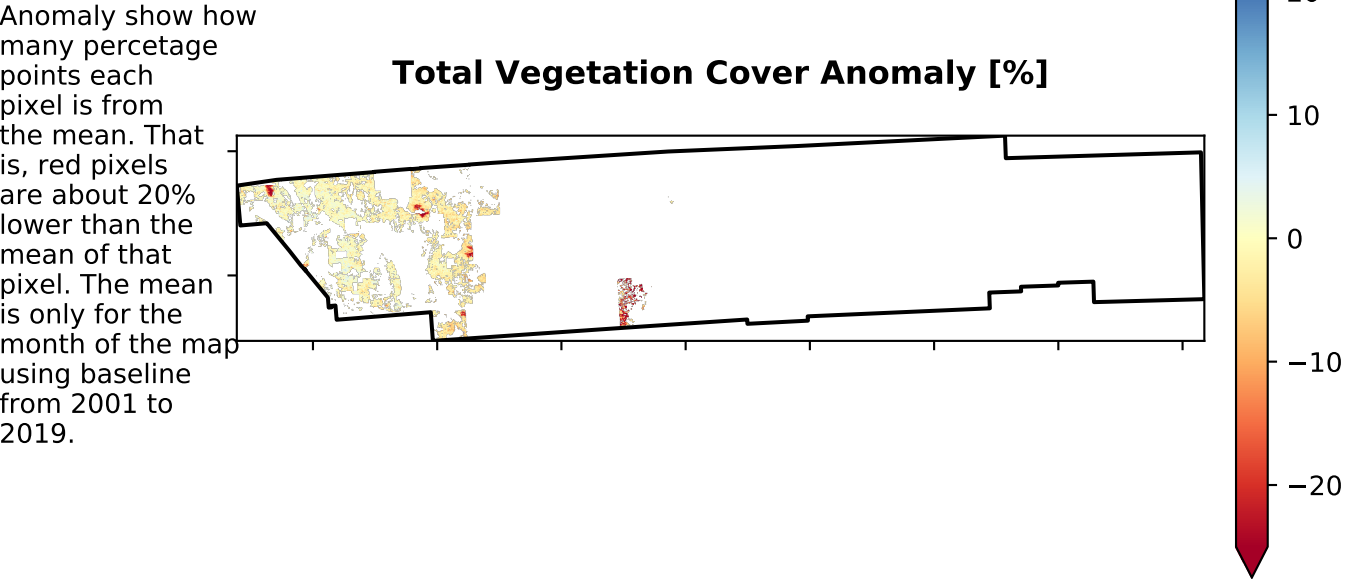 Anomaly show how
many percetage
points each
pixel is from
the mean. That
is, red pixels
are about 20%
lower than the
mean of that
pixel. The mean
is only for the
month of the map
using baseline
from 2001 to
2019.
Total Vegetation Cover Anomaly [%]
10
0
−10
−20